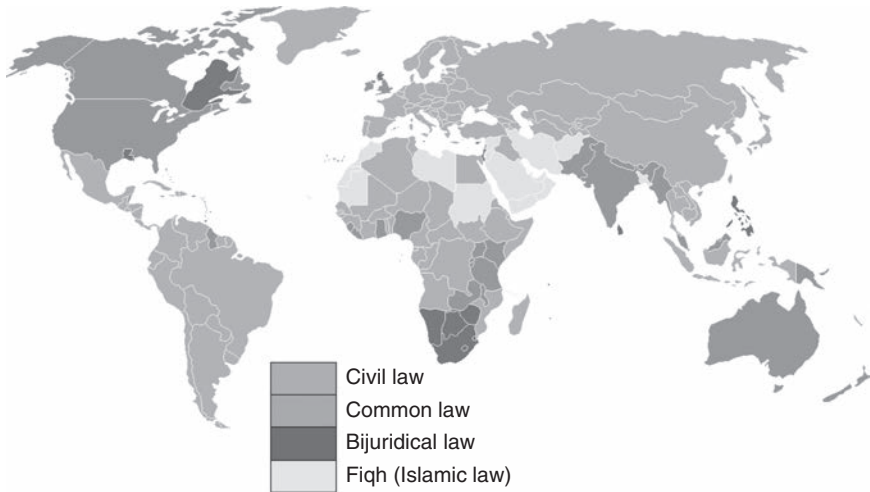 Civil law
Common law
Bijuridical law
Fiqh (Islamic law)